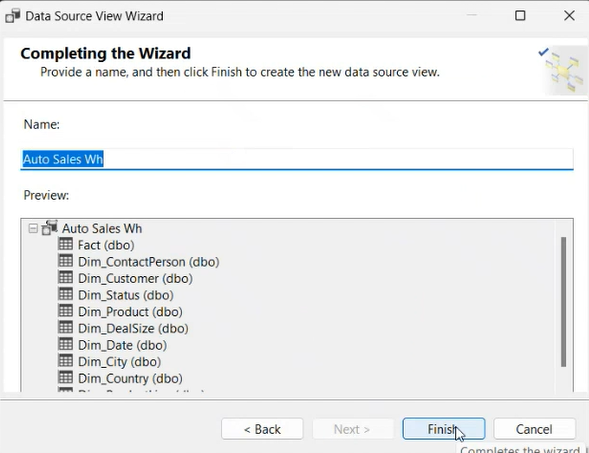 Data Source View Wizard
Completing the Wizard
Provide a name, and then click Finish to create the new data source view.
Name:
Auto Sales Wh
Preview:
Auto Sales Wh
Fact (dbo)
Dim_ContactPerson (dbo)
Dim_Customer (dbo)
Dim_Status (dbo)
Dim_Product (dbo)
Dim_DealSize (dbo)
Dim_Date (dbo)
Dim_City (dbo)
Dim_Country (dbo)
< Back Next > Finish Cancel
Completes the wizard